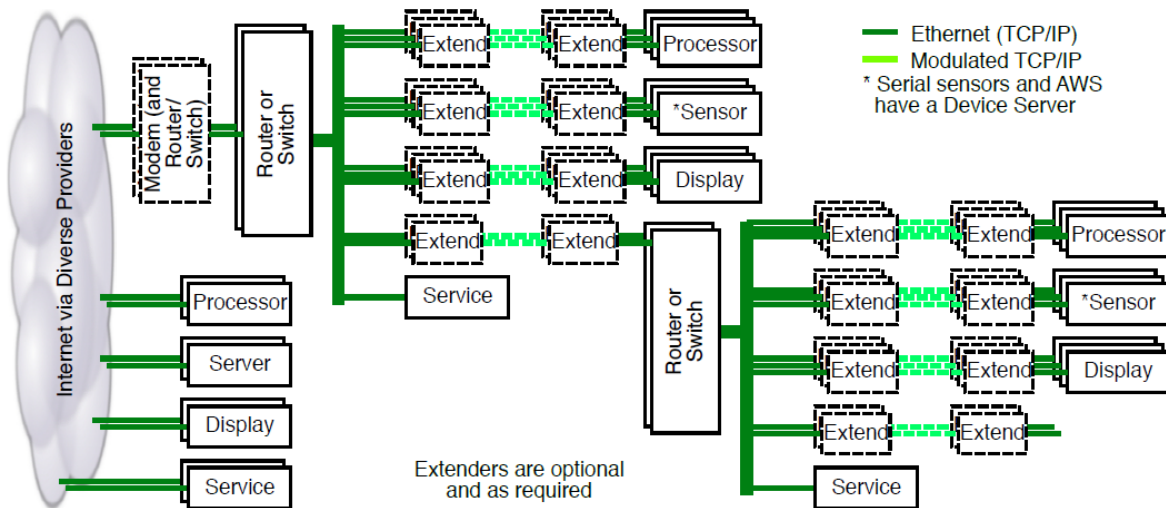 Internet via Diverse Providers
Modem (and
Router/
Switch)
Router or
Switch
Extend
Extend
Processor
Extend
Extend
*Sensor
Extend
Extend
Display
Extend
Extend
Service
Ethernet (TCP/IP)
Modulated TCP/IP
* Serial sensors and AWS
have a Device Server
Processor
Server
Display
Service
Router or
Switch
Extend
Extend
Processor
Extend
Extend
*Sensor
Extend
Extend
Display
Extend
Extend
Service
Extenders are optional
and as required